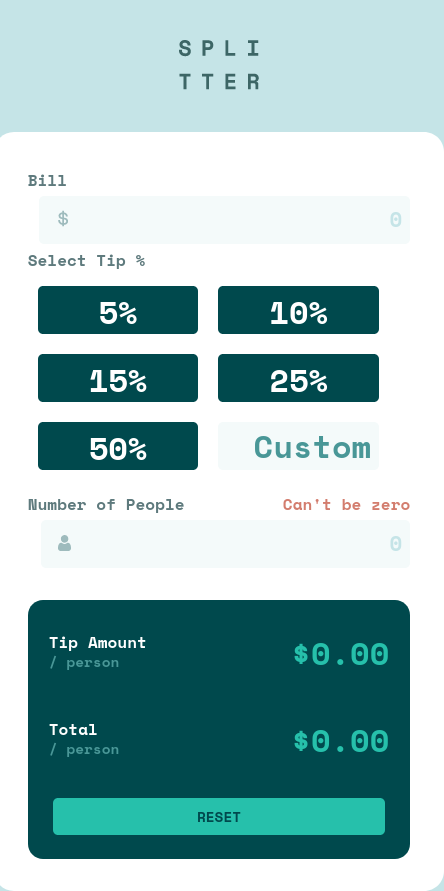 SPLI
TTER
Bill
$ 0
Select Tip %
5% 10%
15% 25%
50% Custom
Number of People Can't be zero
0
Tip Amount
/ person
$0.00
Total
/ person
$0.00
RESET